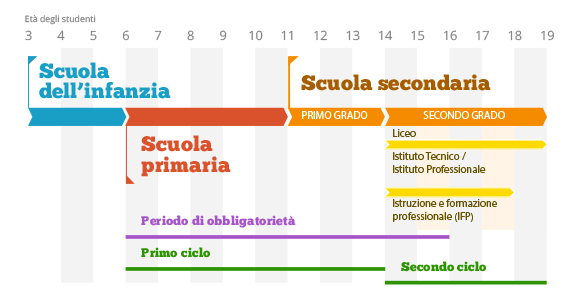 Età degli studenti
3 4 5 6 7 8 9 10 11 12 13 14 15 16 17 18 19
Scuola
dell'infanzia
Scuola secondaria
PRIMO GRADO
SECONDO GRADO
Scuola
primaria
Liceo
Istituto Tecnico /
Istituto Professionale
Istruzione e formazione
professionale (IFP)
Periodo di obbligatorietà
Primo ciclo
Secondo ciclo